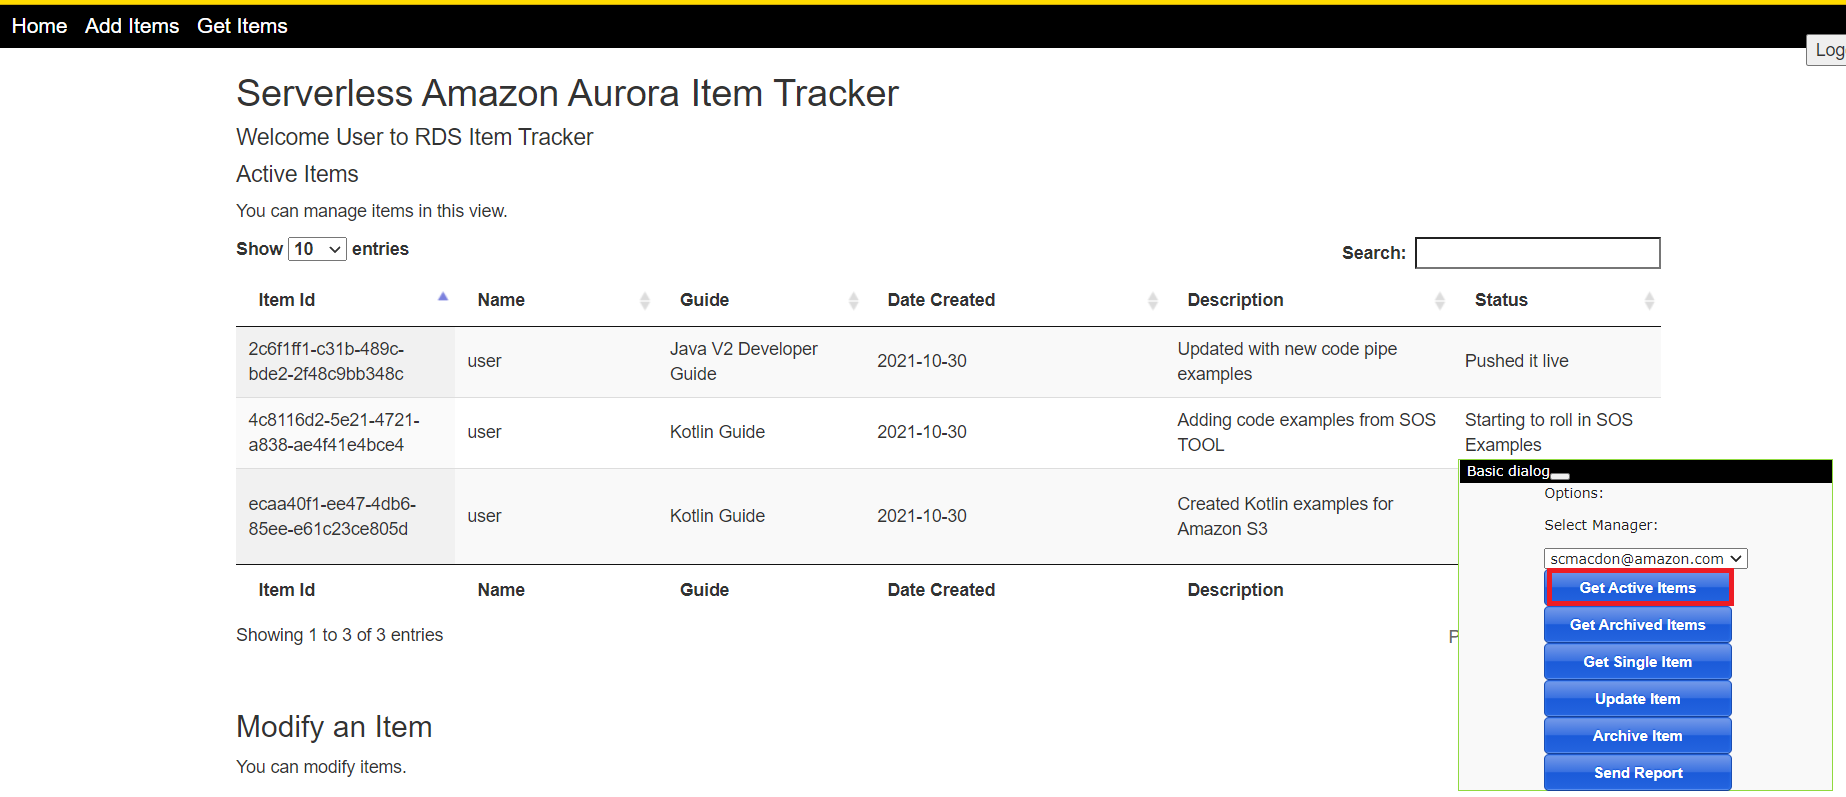 Home Add Items Get Items
Log
Serverless Amazon Aurora Item Tracker
Welcome User to RDS Item Tracker
Active Items
You can manage items in this view.
Show 10 entries
Search:
Item Id Name Guide Date Created Description Status
2c6f1ff1-c31b-489c-
bde2-2f48c9bb348c
user
Java V2 Developer
Guide
2021-10-30
Updated with new code pipe
examples
Pushed it live
4c8116d2-5e21-4721-
a838-ae4f41e4bce4
user
Kotlin Guide
2021-10-30
Adding code examples from SOS
TOOL
Starting to roll in SOS
Examples
ecaa40f1-ee47-4db6-
85ee-e61c23ce805d
user
Kotlin Guide
2021-10-30
Created Kotlin examples for
Amazon S3
Item Id Name Guide Date Created Description
Showing 1 to 3 of 3 entries
P
Modify an Item
You can modify items.
Basic dialog
Options:
Select Manager:
scmacdon@amazon.com
Get Active Items
Get Archived Items
Get Single Item
Update Item
Archive Item
Send Report